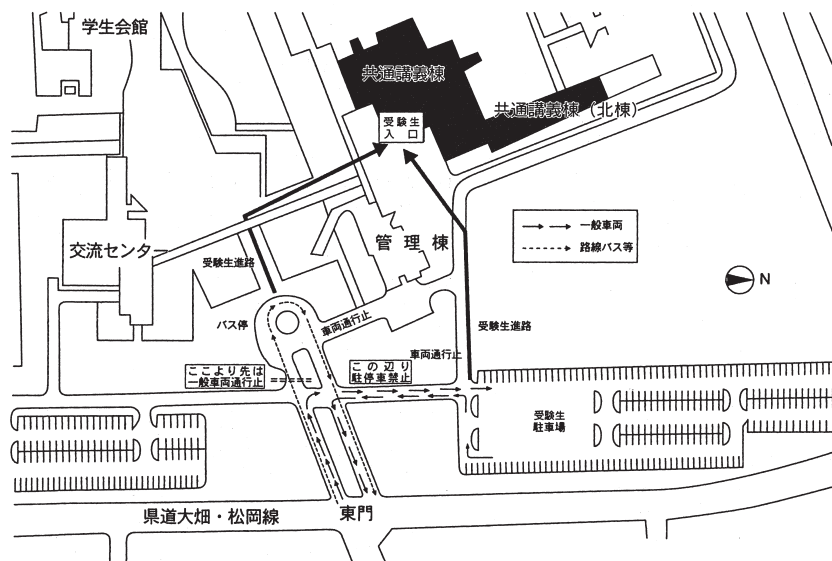 学生会館
共通講義棟
共通講義棟（北棟）
受験生
入口
一般車両
路線バス等
管理棟
交流センター
受験生進路
N
バス停
車両通行止
受験生進路
車両通行止
ここより先は
一般車両通行止
この辺り
駐停車禁止
受験生
駐車場
県道大畑・松岡線
東門